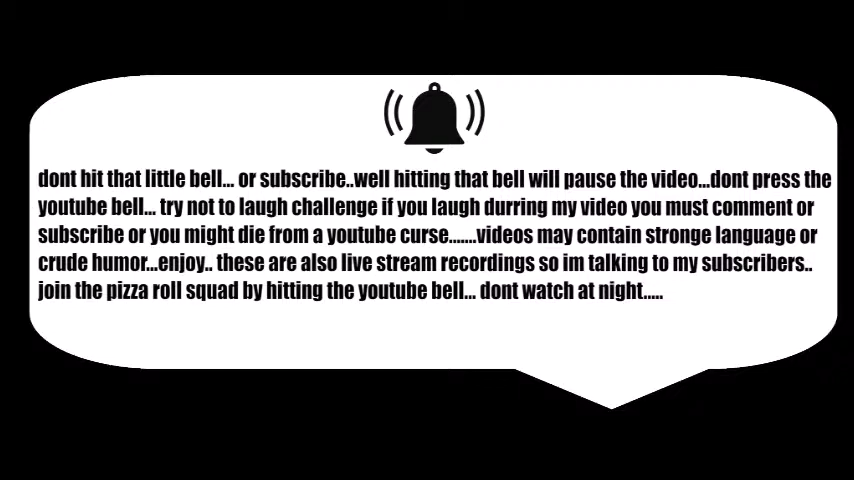 dont hit that little bell... or subscribe..well hitting that bell will pause the video...dont press the
youtube bell... try not to laugh challenge if you laugh durring my video you must comment or
subscribe or you might die from a youtube curse.......videos may contain stronge language or
crude humor...enjoy.. these are also live stream recordings so im talking to my subscribers..
join the pizza roll squad by hitting the youtube bell... dont watch at night.....